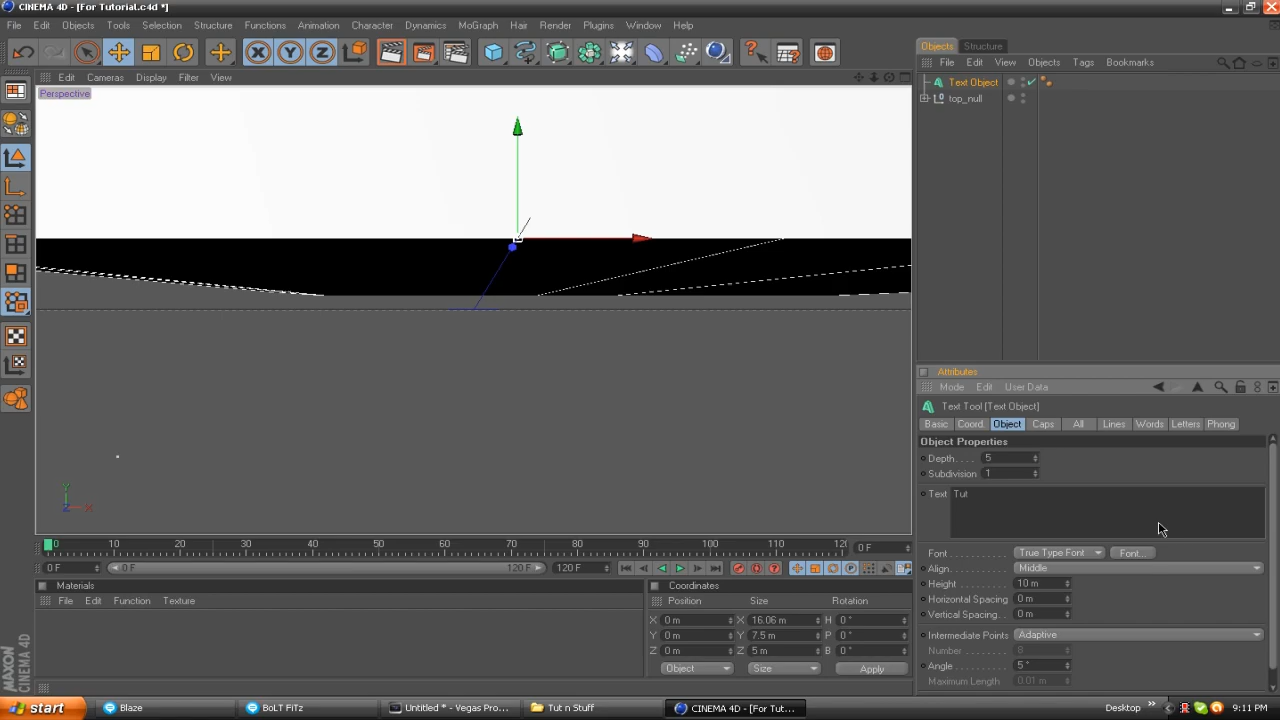 CINEMA 4D - [For Tutorial.c4d *]
File Edit Objects Tools Selection Structure Functions Animation Character Dynamics MoGraph Hair Render Plugins Window Help
Edit Cameras Display Filter View
Perspective
Y
Z X
0 10 20 30 40 50 60 70 80 90 100 110 12 0 F
0 F 0 F 120 F 120 F
Materials
File Edit Function Texture
Coordinates
Position Size Rotation
X 0 m X 16.06 m H 0 °
Y 0 m Y 7.5 m P 0 °
Z 0 m Z 5 m B 0 °
Object Size Apply
MAXON
CINEMA 4D
Objects Structure
File Edit View Objects Tags Bookmarks
Text Object
top_null
Attributes
Mode Edit User Data
Text Tool [Text Object]
Basic Coord. Object Caps All Lines Words Letters Phong
Object Properties
Depth . . . . 5
Subdivision 1
Text Tut
Font . . . . . . . . . . . True Type Font Font...
Align. . . . . . . . . . . . Middle
Height . . . . . . . . . . 10 m
Horizontal Spacing 0 m
Vertical Spacing. . . 0 m
Intermediate Points Adaptive
Number . . . . . . . . 8
Angle . . . . . . . . . . 5 °
Maximum Length 0.01 m
start Blaze BoLT FiTz Untitled * - Vegas Pro... Tut n Stuff CINEMA 4D - [For Tut... Desktop » 9:11 PM